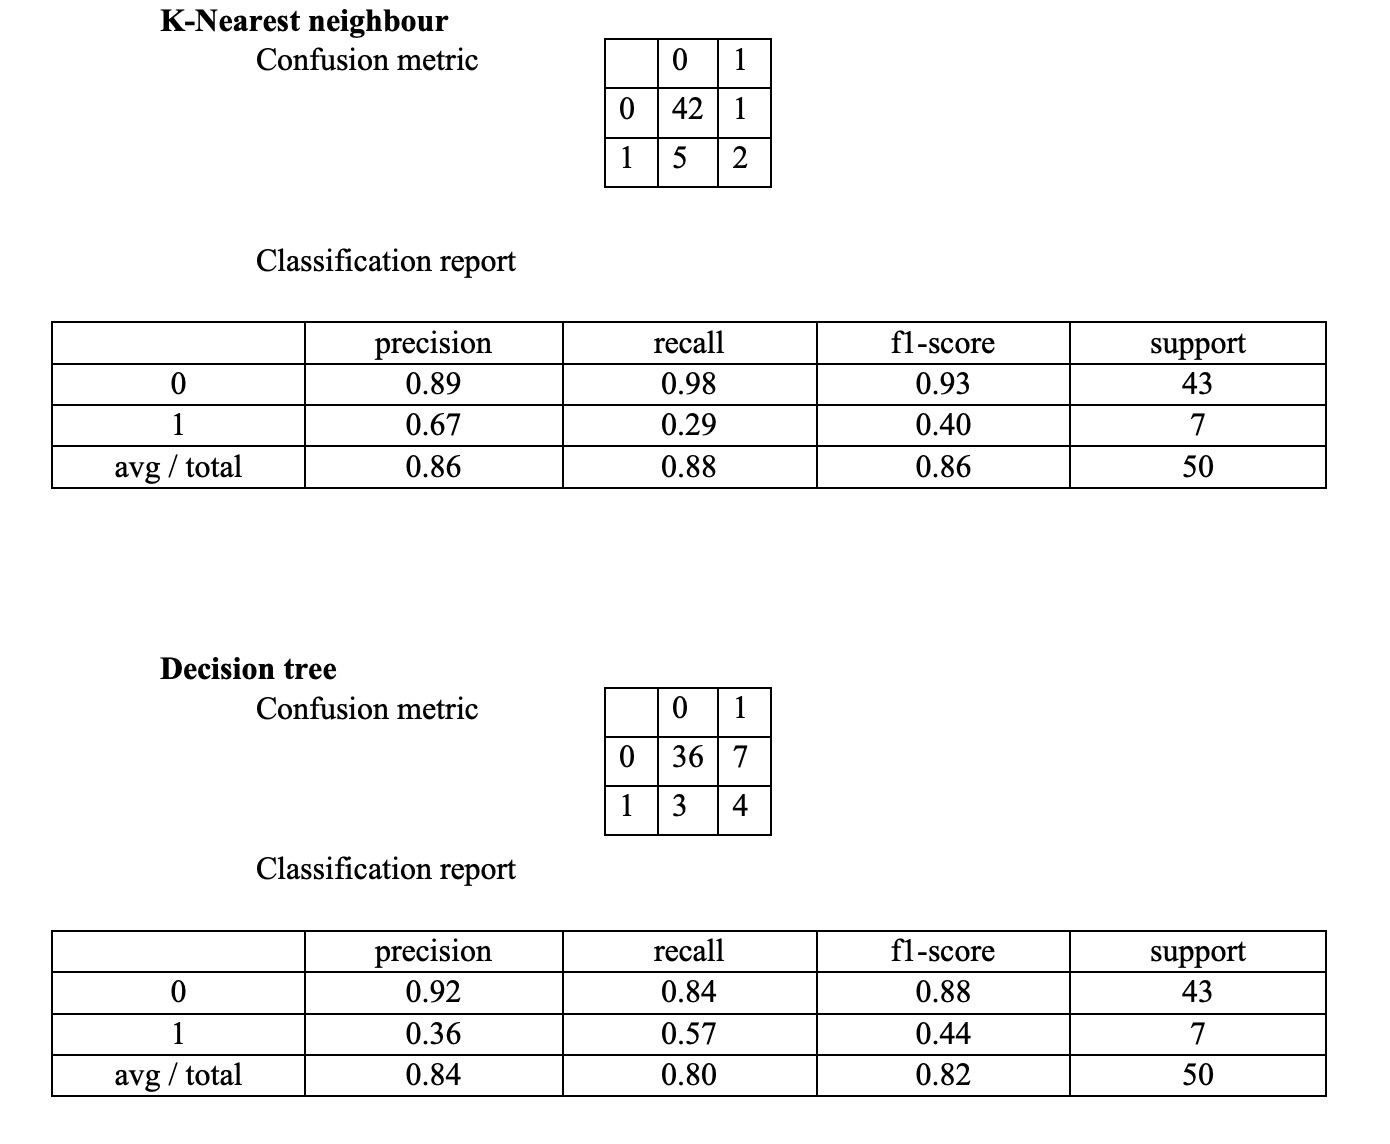 K-Nearest neighbour
Confusion metric
0 1
0 42 1
1 5 2
Classification report
precision recall f1-score support
0 0.89 0.98 0.93 43
1 0.67 0.29 0.40 7
avg / total 0.86 0.88 0.86 50
Decision tree
Confusion metric
0 1
0 36 7
1 3 4
Classification report
precision recall f1-score support
0 0.92 0.84 0.88 43
1 0.36 0.57 0.44 7
avg / total 0.84 0.80 0.82 50